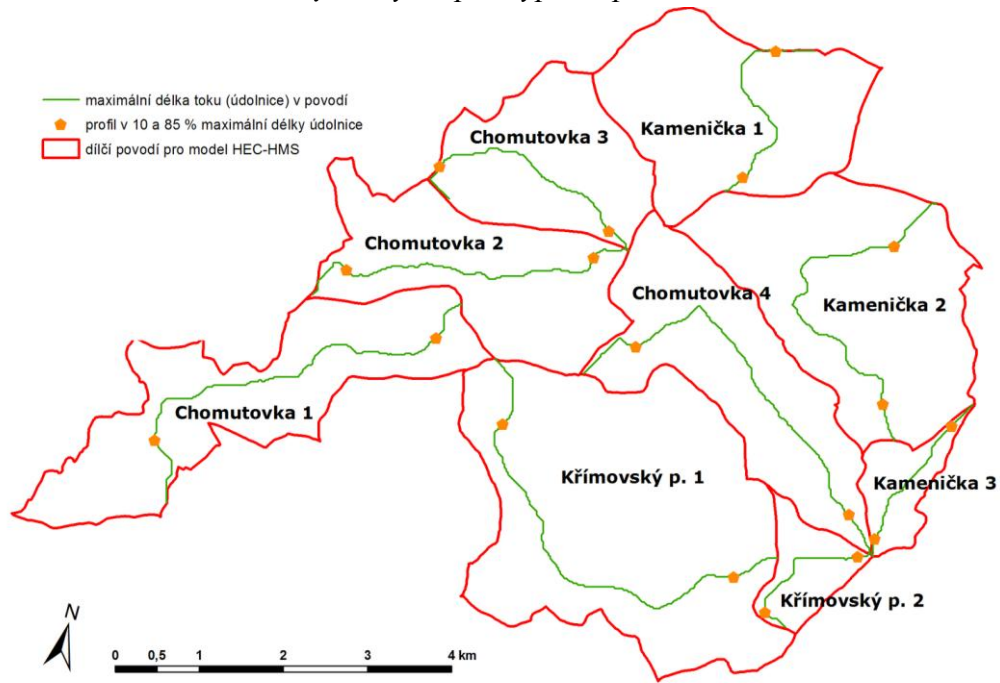 maximální délka toku (údolnice) v povodí
profil v 10 a 85 % maximální délky údolnice
dílčí povodí pro model HEC-HMS
Kamenička 1
Chomutovka 3
Chomutovka 2
Chomutovka 4
Kamenička 2
Chomutovka 1
Křímovský p. 1
Kamenička 3
Křímovský p. 2
N
0 0,5 1 2 3 4 km